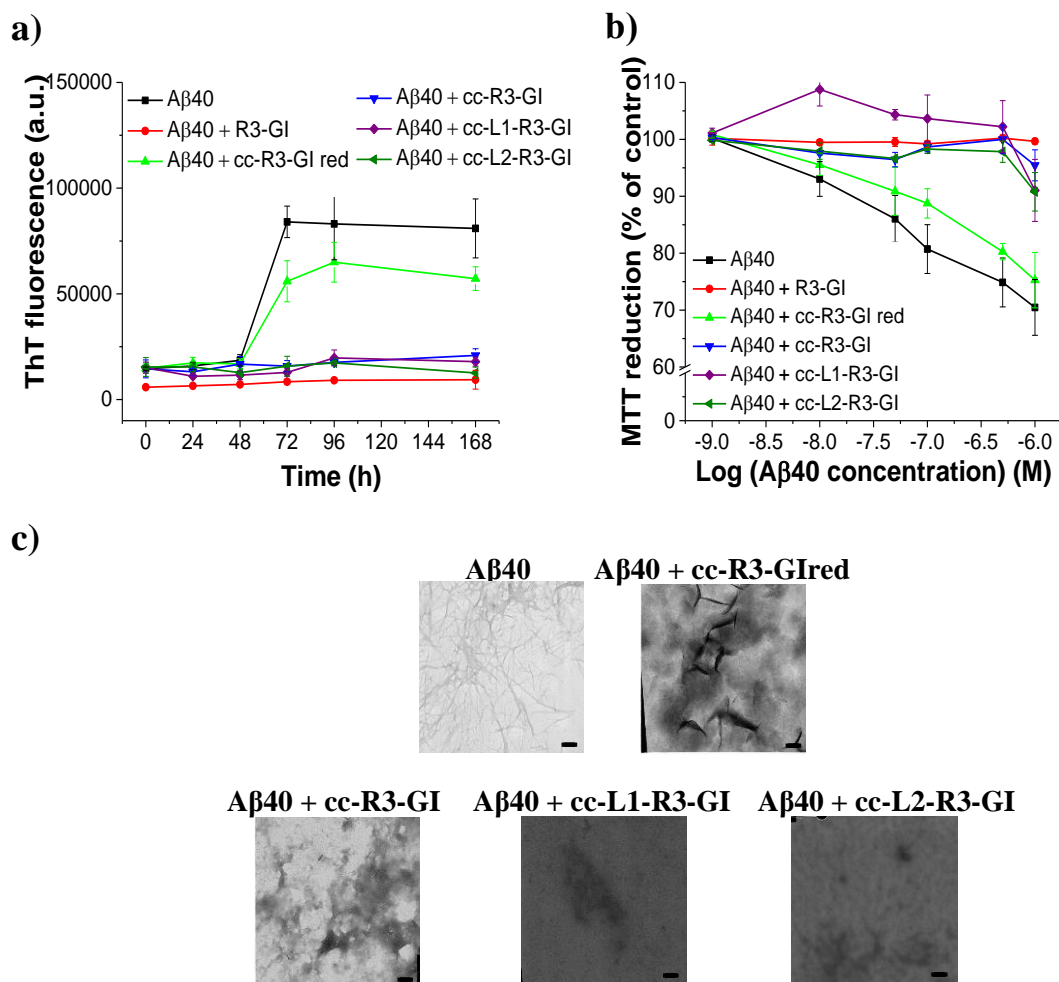 a)
ThT fluorescence (a.u.)
150000
100000
50000
0
Aβ40
Aβ40 + R3-GI
Aβ40 + cc-R3-GI red
Aβ40 + cc-R3-GI
Aβ40 + cc-L1-R3-GI
Aβ40 + cc-L2-R3-GI
0 24 48 72 96 120 144 168
Time (h)
b)
MTT reduction (% of control)
110
100
90
80
70
60
0
Aβ40
Aβ40 + R3-GI
Aβ40 + cc-R3-GI red
Aβ40 + cc-R3-GI
Aβ40 + cc-L1-R3-GI
Aβ40 + cc-L2-R3-GI
-9.0 -8.5 -8.0 -7.5 -7.0 -6.5 -6.0
Log (Aβ40 concentration) (M)
c)
Aβ40 Aβ40 + cc-R3-GIred
Aβ40 + cc-R3-GI Aβ40 + cc-L1-R3-GI Aβ40 + cc-L2-R3-GI